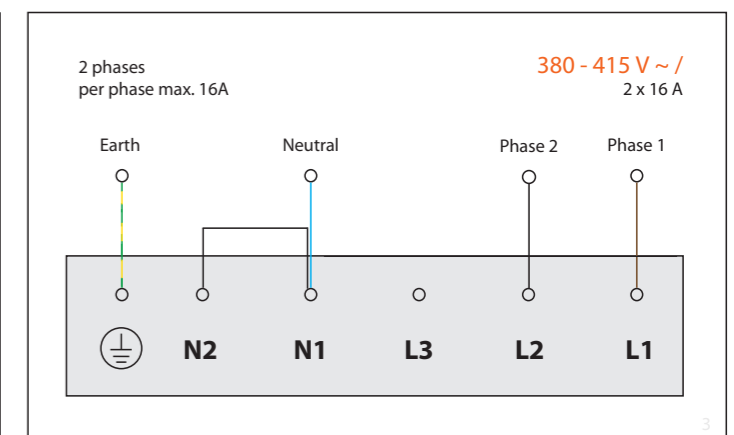 2 phases
per phase max. 16A
380 - 415 V ~ /
2 x 16 A
Earth
Neutral
Phase 2
Phase 1
N2
N1
L3
L2
L1
3